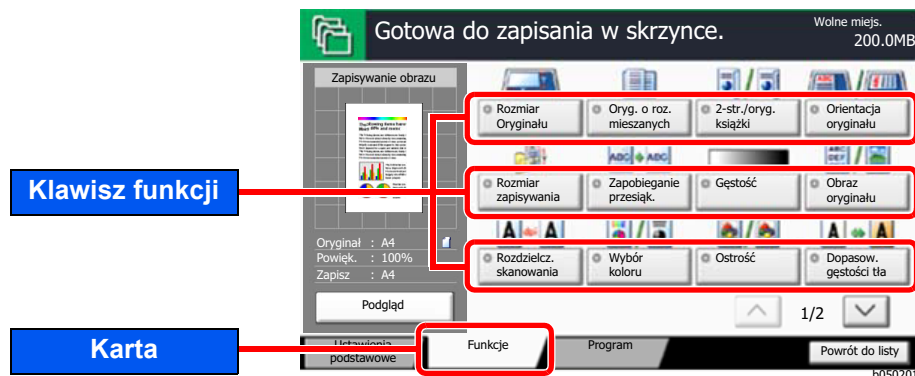 Gotowa do zapisania w skrzynce.
Wolne miejs.
200.0MB
Zapisywanie obrazu
Rozmiar
Oryginału
Oryg. o roz.
mieszanych
2-str./oryg.
książki
Orientacja
oryginału
Klawisz funkcji
Rozmiar
zapisywania
Zapobieganie
przesiąk.
Gęstość
Obraz
oryginału
Oryginał : A4
Powięk. : 100%
Zapisz : A4
Rozdzielcz.
skanowania
Wybór
koloru
Ostrość
Dopasow.
gęstości tła
Podgląd
1/2
Karta
Ustawienia
podstawowe
Funkcje
Program
Powrót do listy
b050201